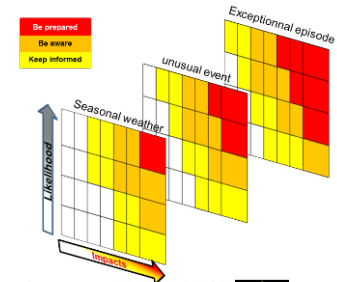 Exceptionnal episode
Be prepared
Be aware
Keep informed
unusual event
Seasonal weather
Likelihood
Impacts